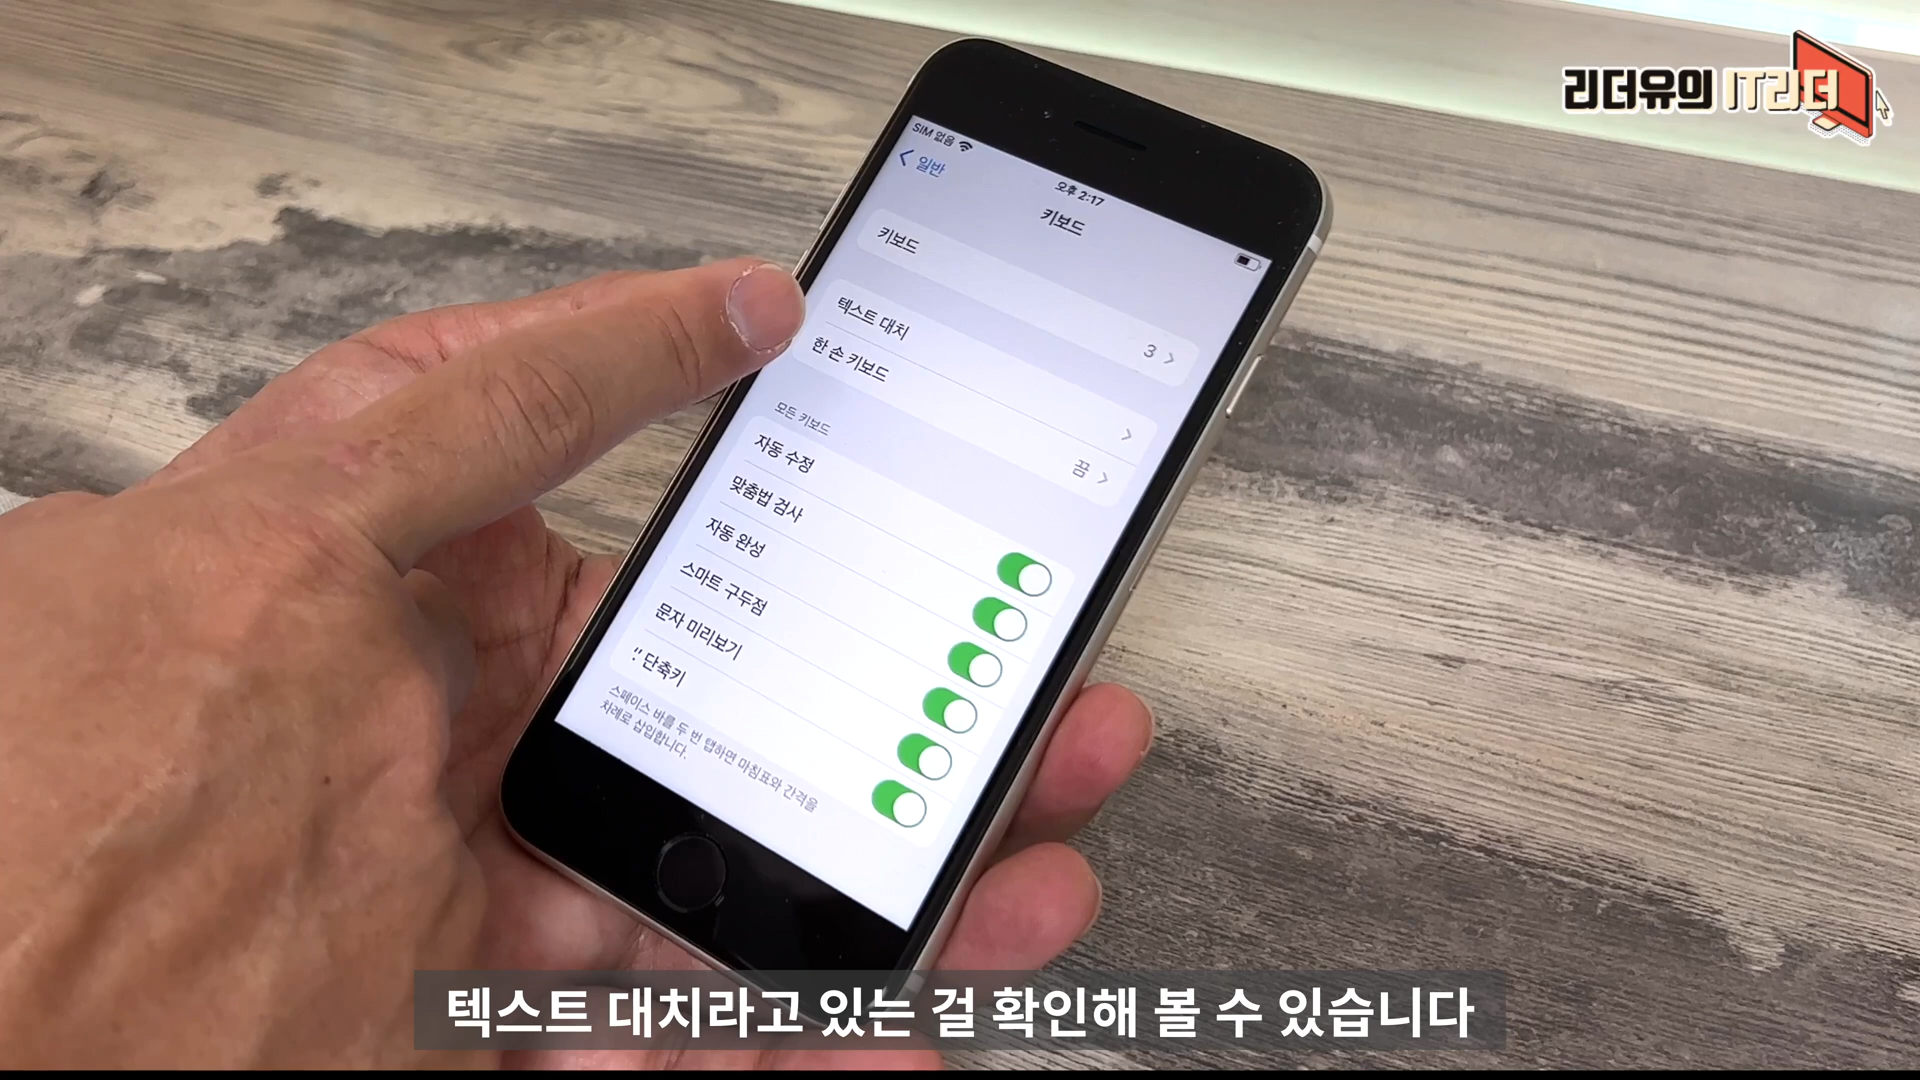 리더유의 IT리더
SIM 없음
오후 2:17
일반
키보드
키보드 3
텍스트 대치
한 손 키보드 끔
모든 키보드
자동 수정
맞춤법 검사
자동 완성
스마트 구두점
문자 미리보기
'.' 단축키
스페이스 바를 두 번 탭하면 마침표와 간격을
차례로 삽입합니다.
텍스트 대치라고 있는 걸 확인해 볼 수 있습니다